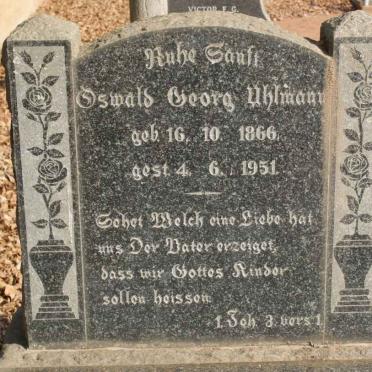 VICTOR F. G.
Ruhe Sanft
Oswald Georg Uhlmann
geb 16. 10. 1866.
gest 4. 6. 1951.
Sehet Welch eine Liebe hat
uns Der Vater erzeiget,
dass wir Gottes Kinder
sollen heissen
1. Joh. 3. vers 1.